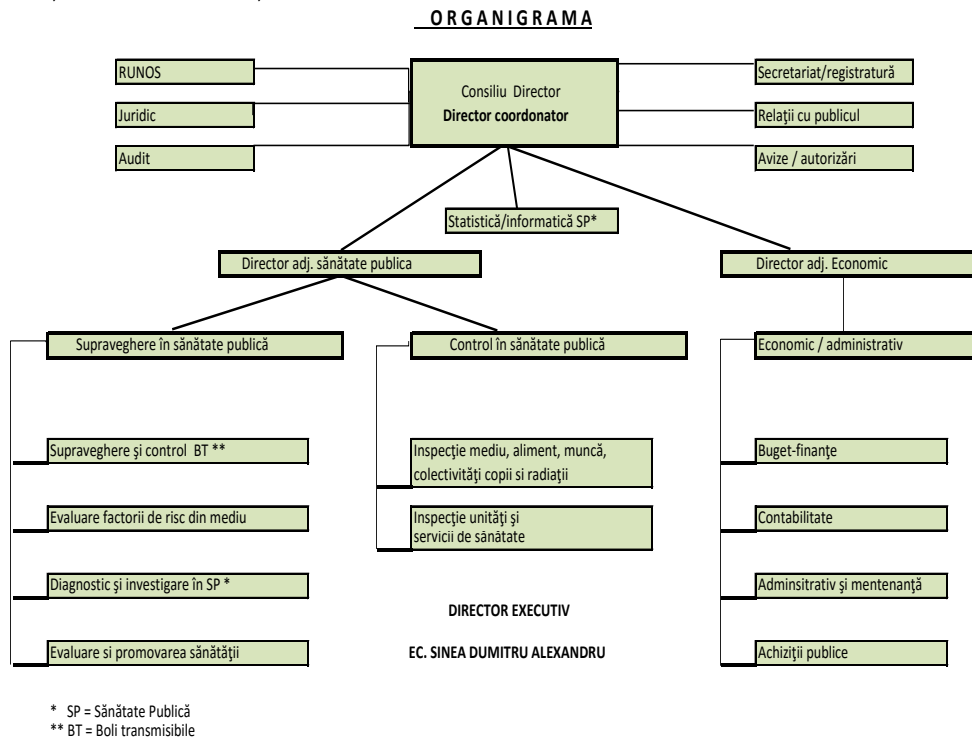 O R G A N I G R A M A
RUNOS
Juridic
Audit
Consiliu Director
Director coordonator
Secretariat/registratură
Relaţii cu publicul
Avize / autorizări
Statistică/informatică SP*
Director adj. sănătate publica
Director adj. Economic
Supraveghere în sănătate publică
Control în sănătate publică
Economic / administrativ
Supraveghere şi control BT **
Evaluare factorii de risc din mediu
Diagnostic şi investigare în SP *
Evaluare si promovarea sănătăţii
Inspecţie mediu, aliment, muncă,
colectivităţi copii si radiaţii
Inspecţie unităţi şi
servicii de sănătate
Buget-finanţe
Contabilitate
Adminsitrativ şi mentenanţă
Achiziţii publice
DIRECTOR EXECUTIV
EC. SINEA DUMITRU ALEXANDRU
* SP = Sănătate Publică
** BT = Boli transmisibile